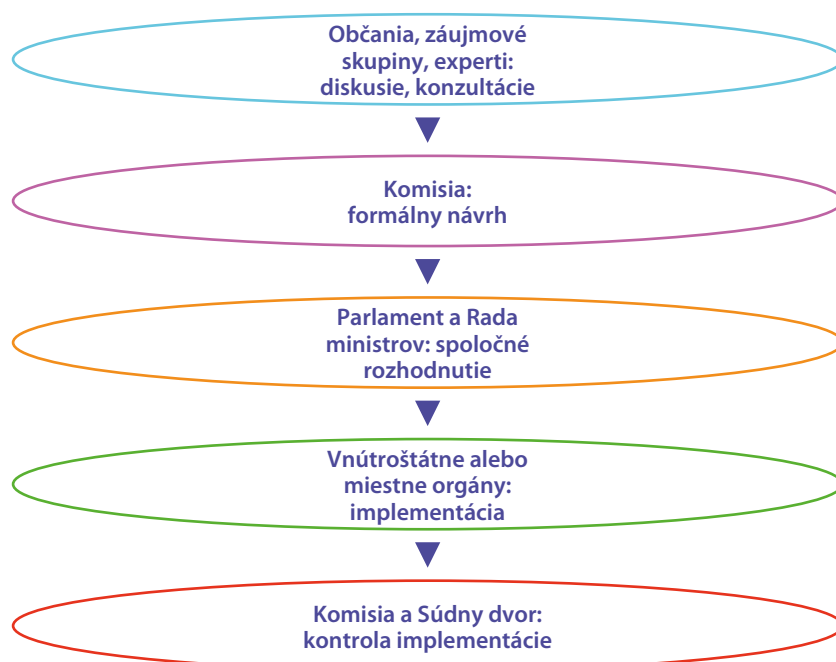 Občania, záujmové
skupiny, experti:
diskusie, konzultácie
Komisia:
formálny návrh
Parlament a Rada
ministrov: spoločné
rozhodnutie
Vnútroštátne alebo
miestne orgány:
implementácia
Komisia a Súdny dvor:
kontrola implementácie